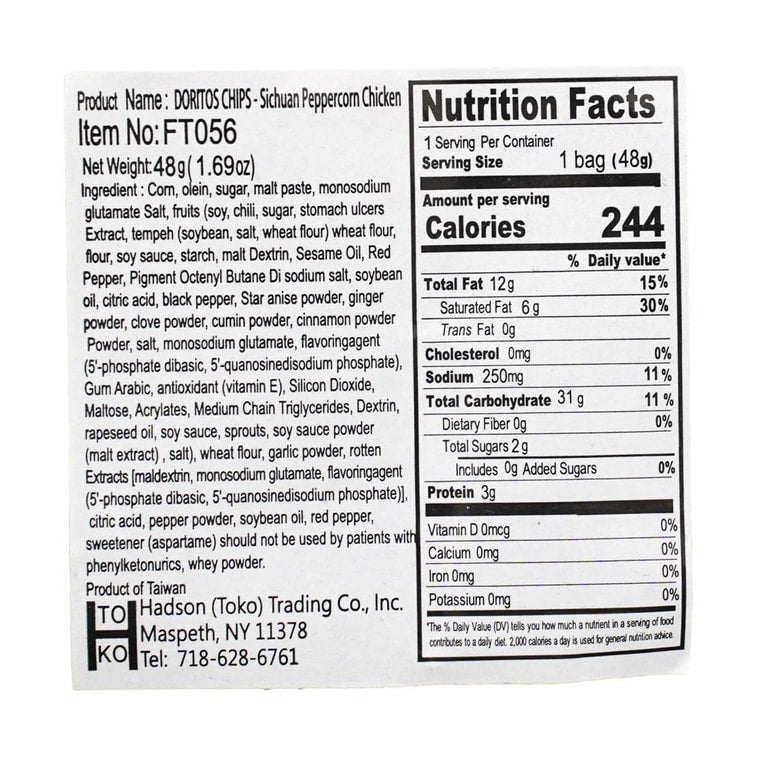 Product Name: DORITOS CHIPS - Sichuan Peppercorn Chicken
Item No: FT056
Net Weight: 48g(1.69oz)
Ingredient : Corn, olein, sugar, malt paste, monosodium
glutamate Salt, fruits (soy, chili, sugar, stomach ulcers
Extract, tempeh (soybean, salt, wheat flour) wheat flour,
flour, soy sauce, starch, malt Dextrin, Sesame Oil, Red
Pepper, Pigment Octenyl Butane Di sodium salt, soybean
oil, citric acid, black pepper, Star anise powder, ginger
powder, clove powder, cumin powder, cinnamon powder
Powder, salt, monosodium glutamate, flavoringagent
(5'-phosphate dibasic, 5'-quanosinedisodium phosphate),
Gum Arabic, antioxidant (vitamin E), Silicon Dioxide,
Maltose, Acrylates, Medium Chain Triglycerides, Dextrin,
rapeseed oil, soy sauce, sprouts, soy sauce powder
(malt extract) , salt), wheat flour, garlic powder, rotten
Extracts [maldextrin, monosodium glutamate, flavoringagent
(5'-phosphate dibasic, 5'-quanosinedisodium phosphate)],
citric acid, pepper powder, soybean oil, red pepper,
sweetener (aspartame) should not be used by patients with
phenylketonurics, whey powder.
Product of Taiwan
TO
KO
Hadson (Toko) Trading Co., Inc.
Maspeth, NY 11378
Tel: 718-628-6761
Nutrition Facts
1 Serving Per Container
Serving Size 1 bag (48g)
Amount per serving
Calories 244
% Daily value*
Total Fat 12g 15%
Saturated Fat 6g 30%
Trans Fat 0g
Cholesterol 0mg 0%
Sodium 250mg 11%
Total Carbohydrate 31g 11%
Dietary Fiber 0g 0%
Total Sugars 2g
Includes 0g Added Sugars 0%
Protein 3g
Vitamin D 0mcg 0%
Calcium 0mg 0%
Iron 0mg 0%
Potassium 0mg 0%
*The % Daily Value (DV) tells you how much a nutrient in a serving of food
contributes to a daily diet. 2,000 calories a day is used for general nutrition advice.